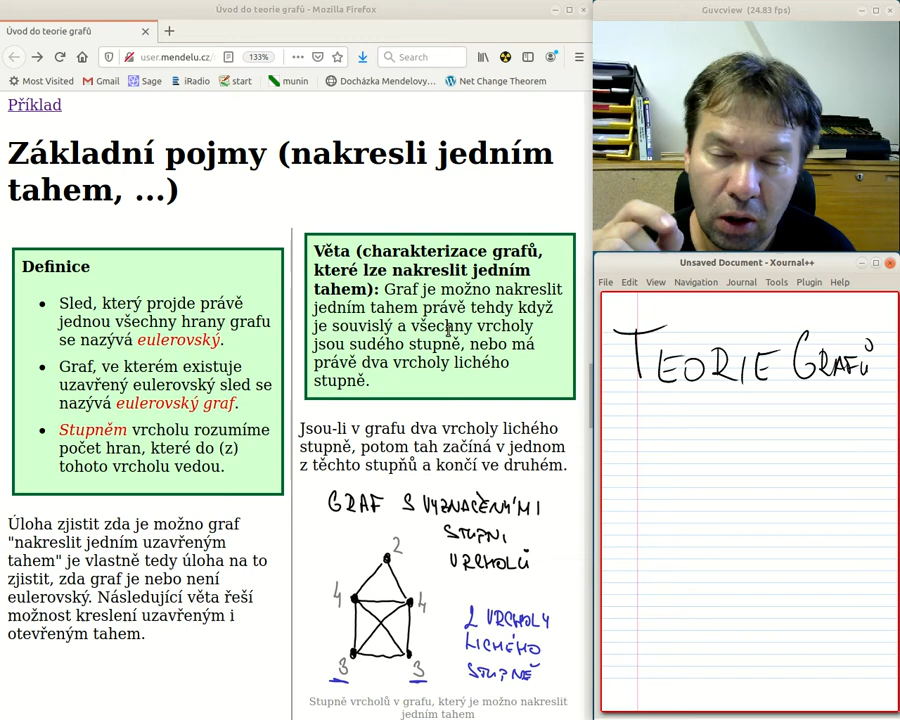 Úvod do teorie grafů - Mozilla Firefox
Úvod do teorie grafů
user.mendelu.cz/
133%
Search
Most Visited
Gmail
Sage
iRadio
start
munin
Docházka Mendelovy...
Net Change Theorem
Příklad
Základní pojmy (nakresli jedním
tahem, ...)
Definice
Sled, který projde právě
jednou všechny hrany grafu
se nazývá eulerovský.
Graf, ve kterém existuje
uzavřený eulerovský sled se
nazývá eulerovský graf.
Stupněm vrcholu rozumíme
počet hran, které do (z)
tohoto vrcholu vedou.
Úloha zjistit zda je možno graf
"nakreslit jedním uzavřeným
tahem" je vlastně tedy úloha na to
zjistit, zda graf je nebo není
eulerovský. Následující věta řeší
možnost kreslení uzavřeným i
otevřeným tahem.
Věta (charakterizace grafů,
které lze nakreslit jedním
tahem): Graf je možno nakreslit
jedním tahem právě tehdy když
je souvislý a všechny vrcholy
jsou sudého stupně, nebo má
právě dva vrcholy lichého
stupně.
Jsou-li v grafu dva vrcholy lichého
stupně, potom tah začíná v jednom
z těchto stupňů a končí ve druhém.
GRAF S VYZNAČENÝMI
STUPNI
VRCHOLŮ
2
4
4
3
3
2 VRCHOLY
LICHÉHO
STUPNĚ
Stupně vrcholů v grafu, který je možno nakreslit
jedním tahem
Guvcview (24.83 fps)
Unsaved Document - Xournal++
File Edit View Navigation Journal Tools Plugin Help
TEORIE GRAFŮ